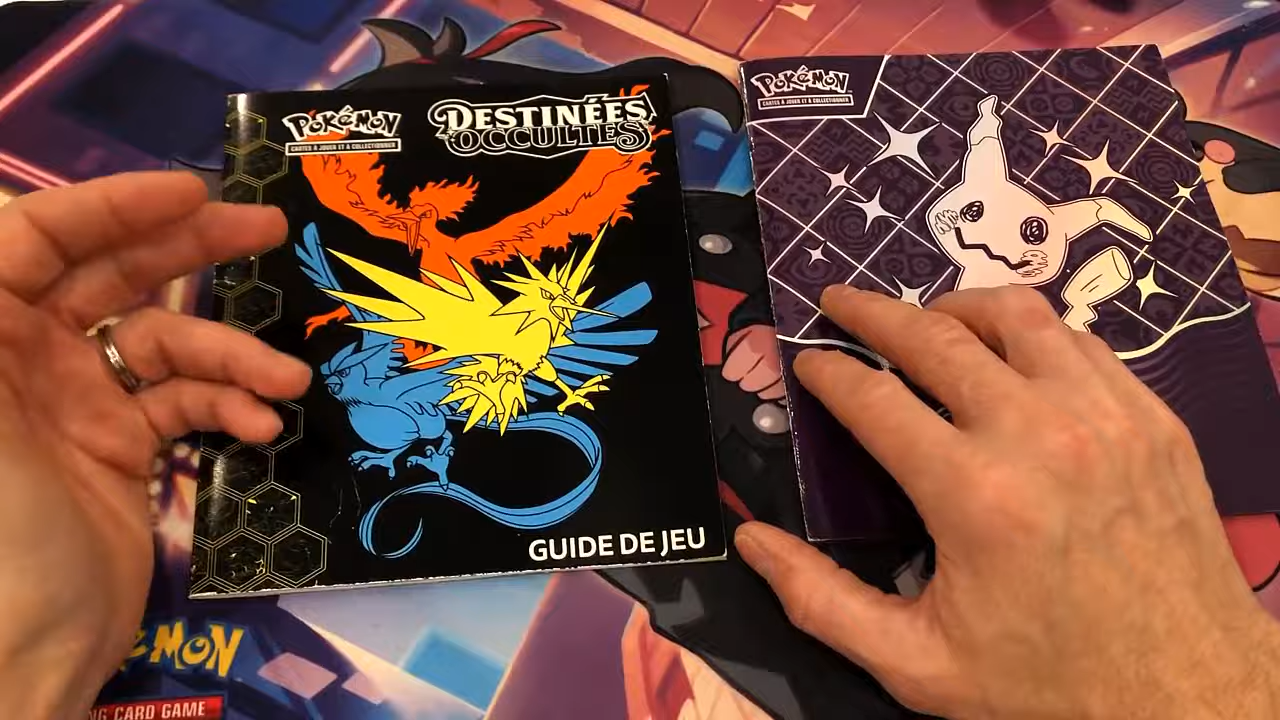 POKéMON
CARTES À JOUER ET À COLLECTIONNER
DESTINÉES
OCCULTES
GUIDE DE JEU
POKéMON
CARTES À JOUER ET À COLLECTIONNER
MON
NG CARD GAME